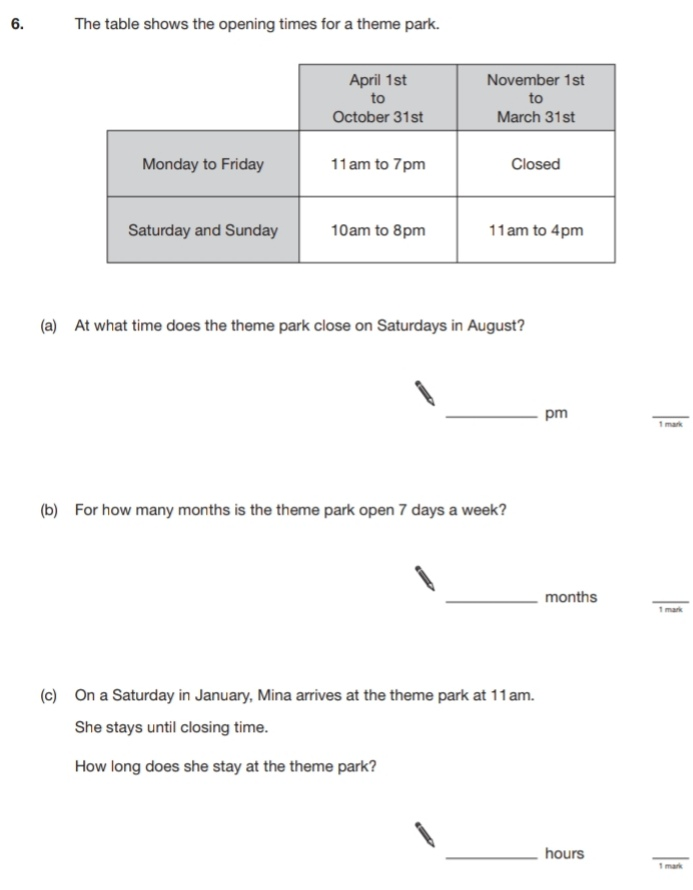 6. The table shows the opening times for a theme park.
April 1st
to
October 31st
November 1st
to
March 31st
Monday to Friday 11am to 7pm Closed
Saturday and Sunday 10am to 8pm 11am to 4pm
(a) At what time does the theme park close on Saturdays in August?
pm
1 mark
(b) For how many months is the theme park open 7 days a week?
months
1 mark
(c) On a Saturday in January, Mina arrives at the theme park at 11am.
She stays until closing time.
How long does she stay at the theme park?
hours
1 mark